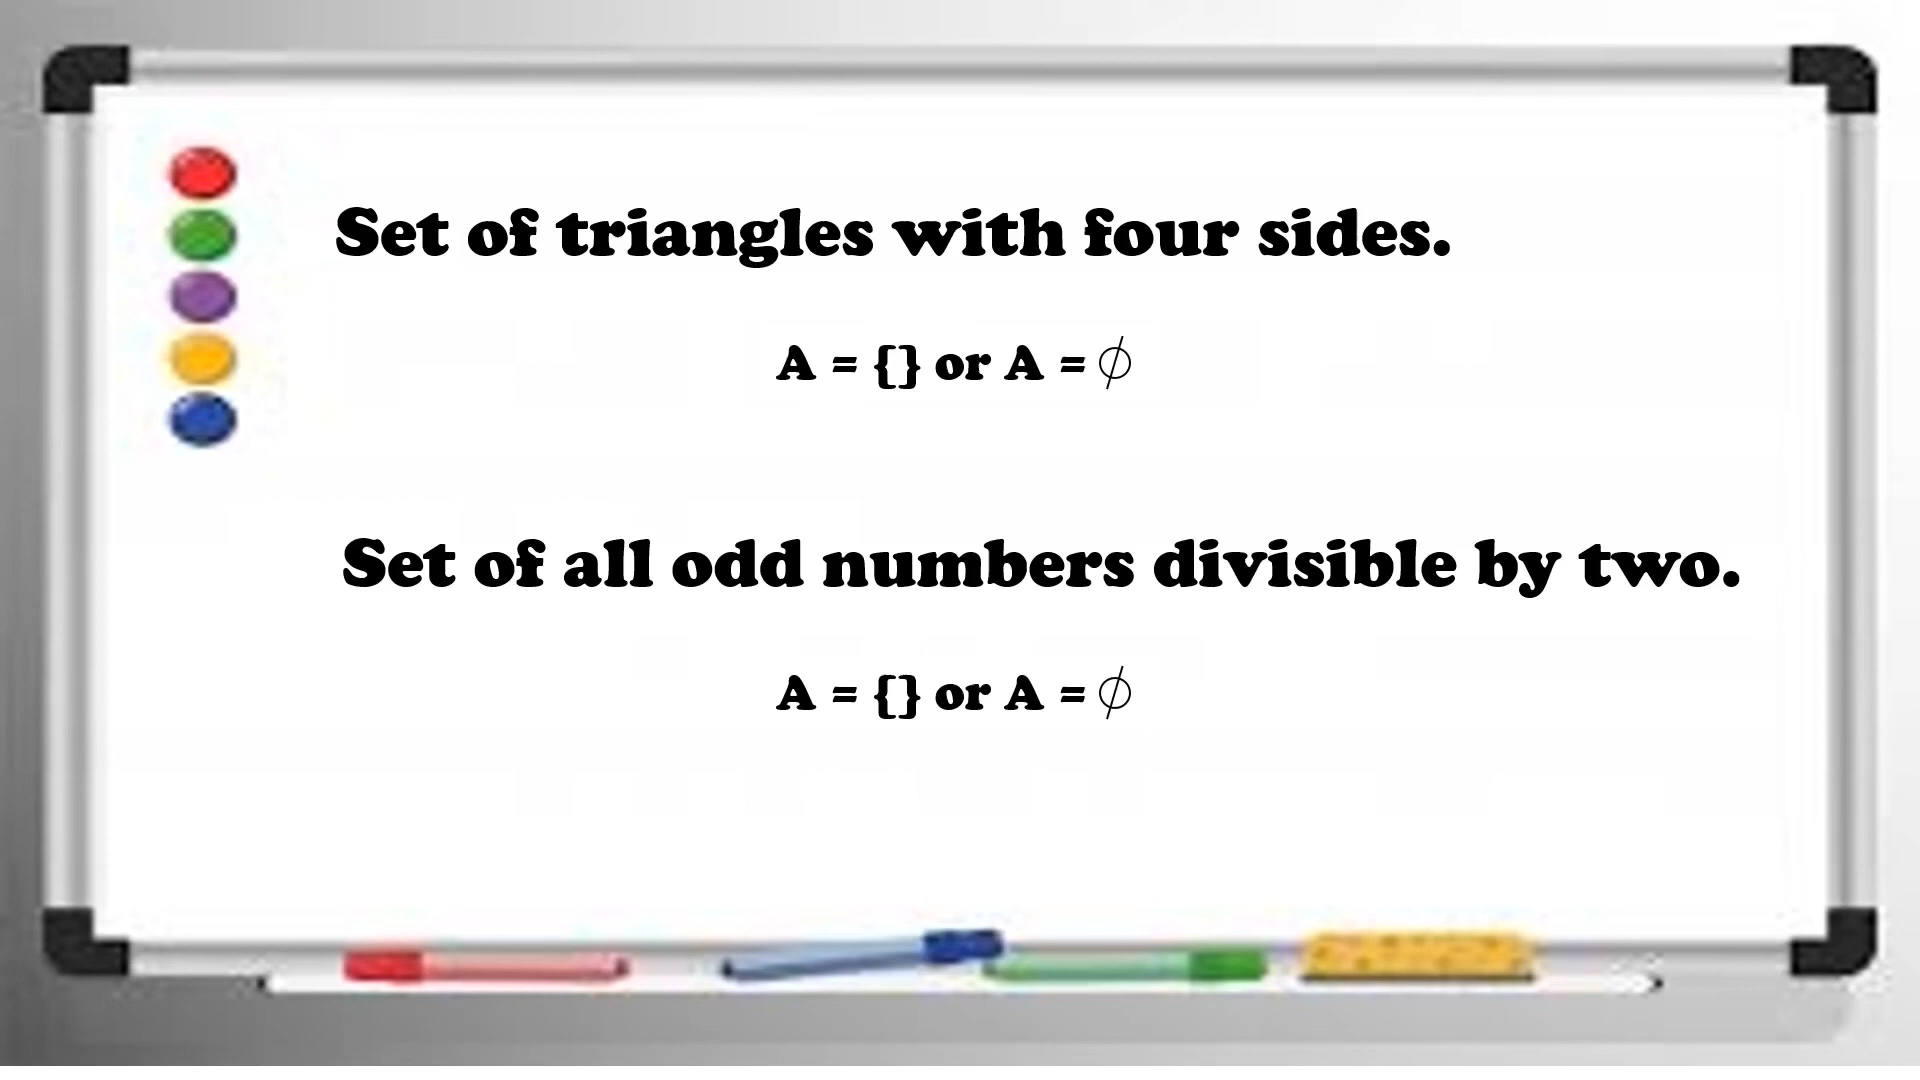 Set of triangles with four sides.
A = {} or A = ∅
Set of all odd numbers divisible by two.
A = {} or A = ∅